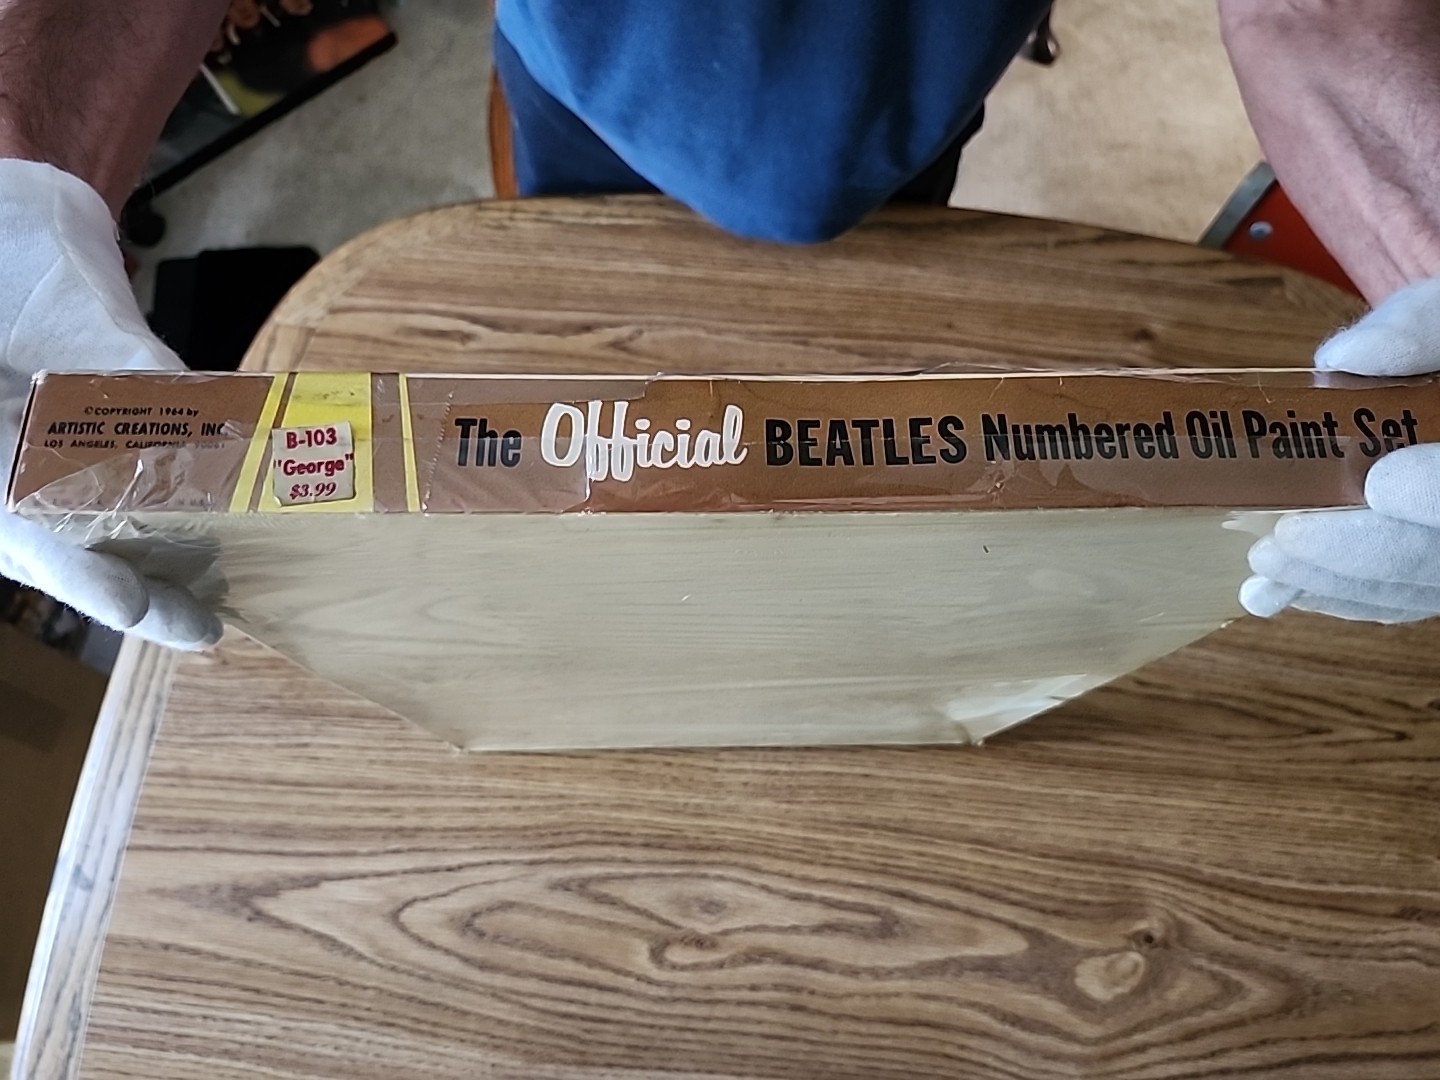 ©COPYRIGHT 1964 by
ARTISTIC CREATIONS, INC.
LOS ANGELES, CALIFORNIA
B-103
"George"
$3.99
The Official BEATLES Numbered Oil Paint Set